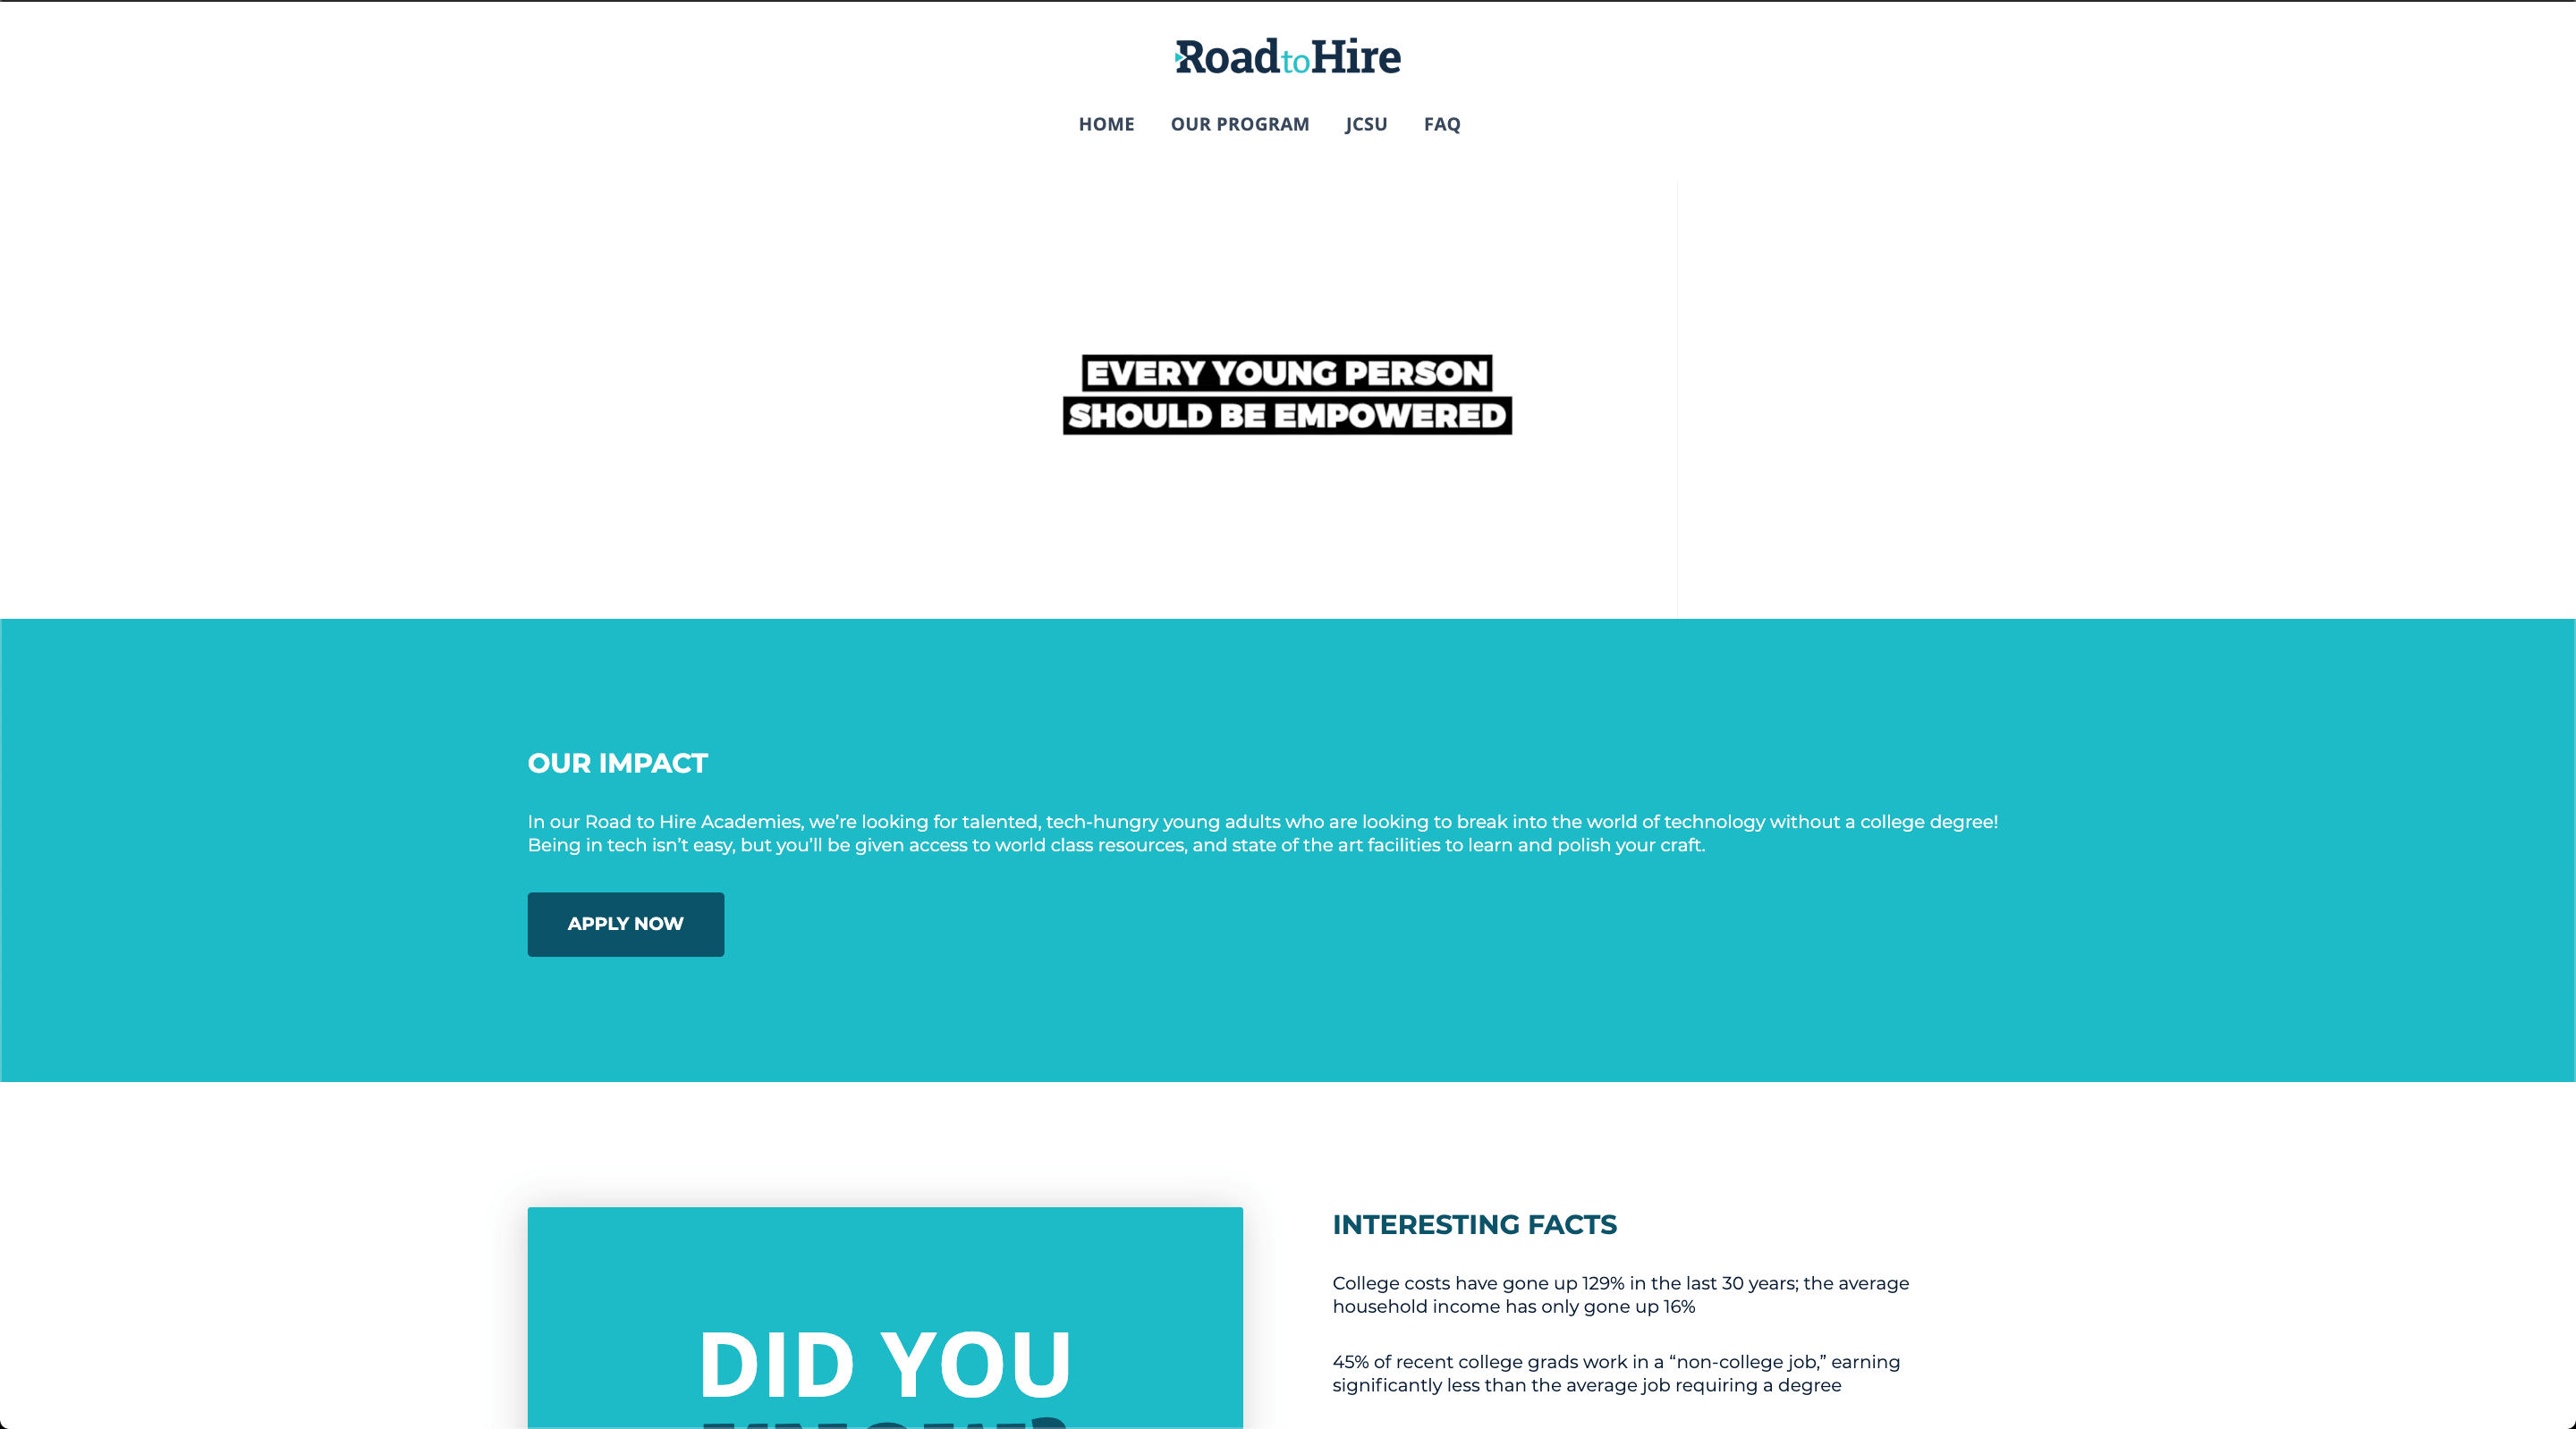 RoadtoHire
HOME OUR PROGRAM JCSU FAQ
EVERY YOUNG PERSON
SHOULD BE EMPOWERED
OUR IMPACT
In our Road to Hire Academies, we’re looking for talented, tech-hungry young adults who are looking to break into the world of technology without a college degree!
Being in tech isn’t easy, but you’ll be given access to world class resources, and state of the art facilities to learn and polish your craft.
APPLY NOW
DID YOU
INTERESTING FACTS
College costs have gone up 129% in the last 30 years; the average
household income has only gone up 16%
45% of recent college grads work in a “non-college job,” earning
significantly less than the average job requiring a degree